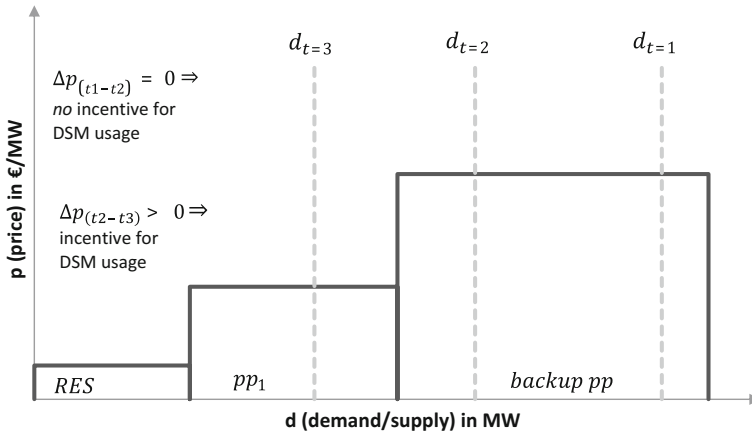 p (price) in €/MW
d_{t=3}
d_{t=2}
d_{t=1}
Δp_{(t1−t2)} = 0 ⇒
no incentive for
DSM usage
Δp_{(t2−t3)} > 0 ⇒
incentive for
DSM usage
RES
pp₁
backup pp
d (demand/supply) in MW